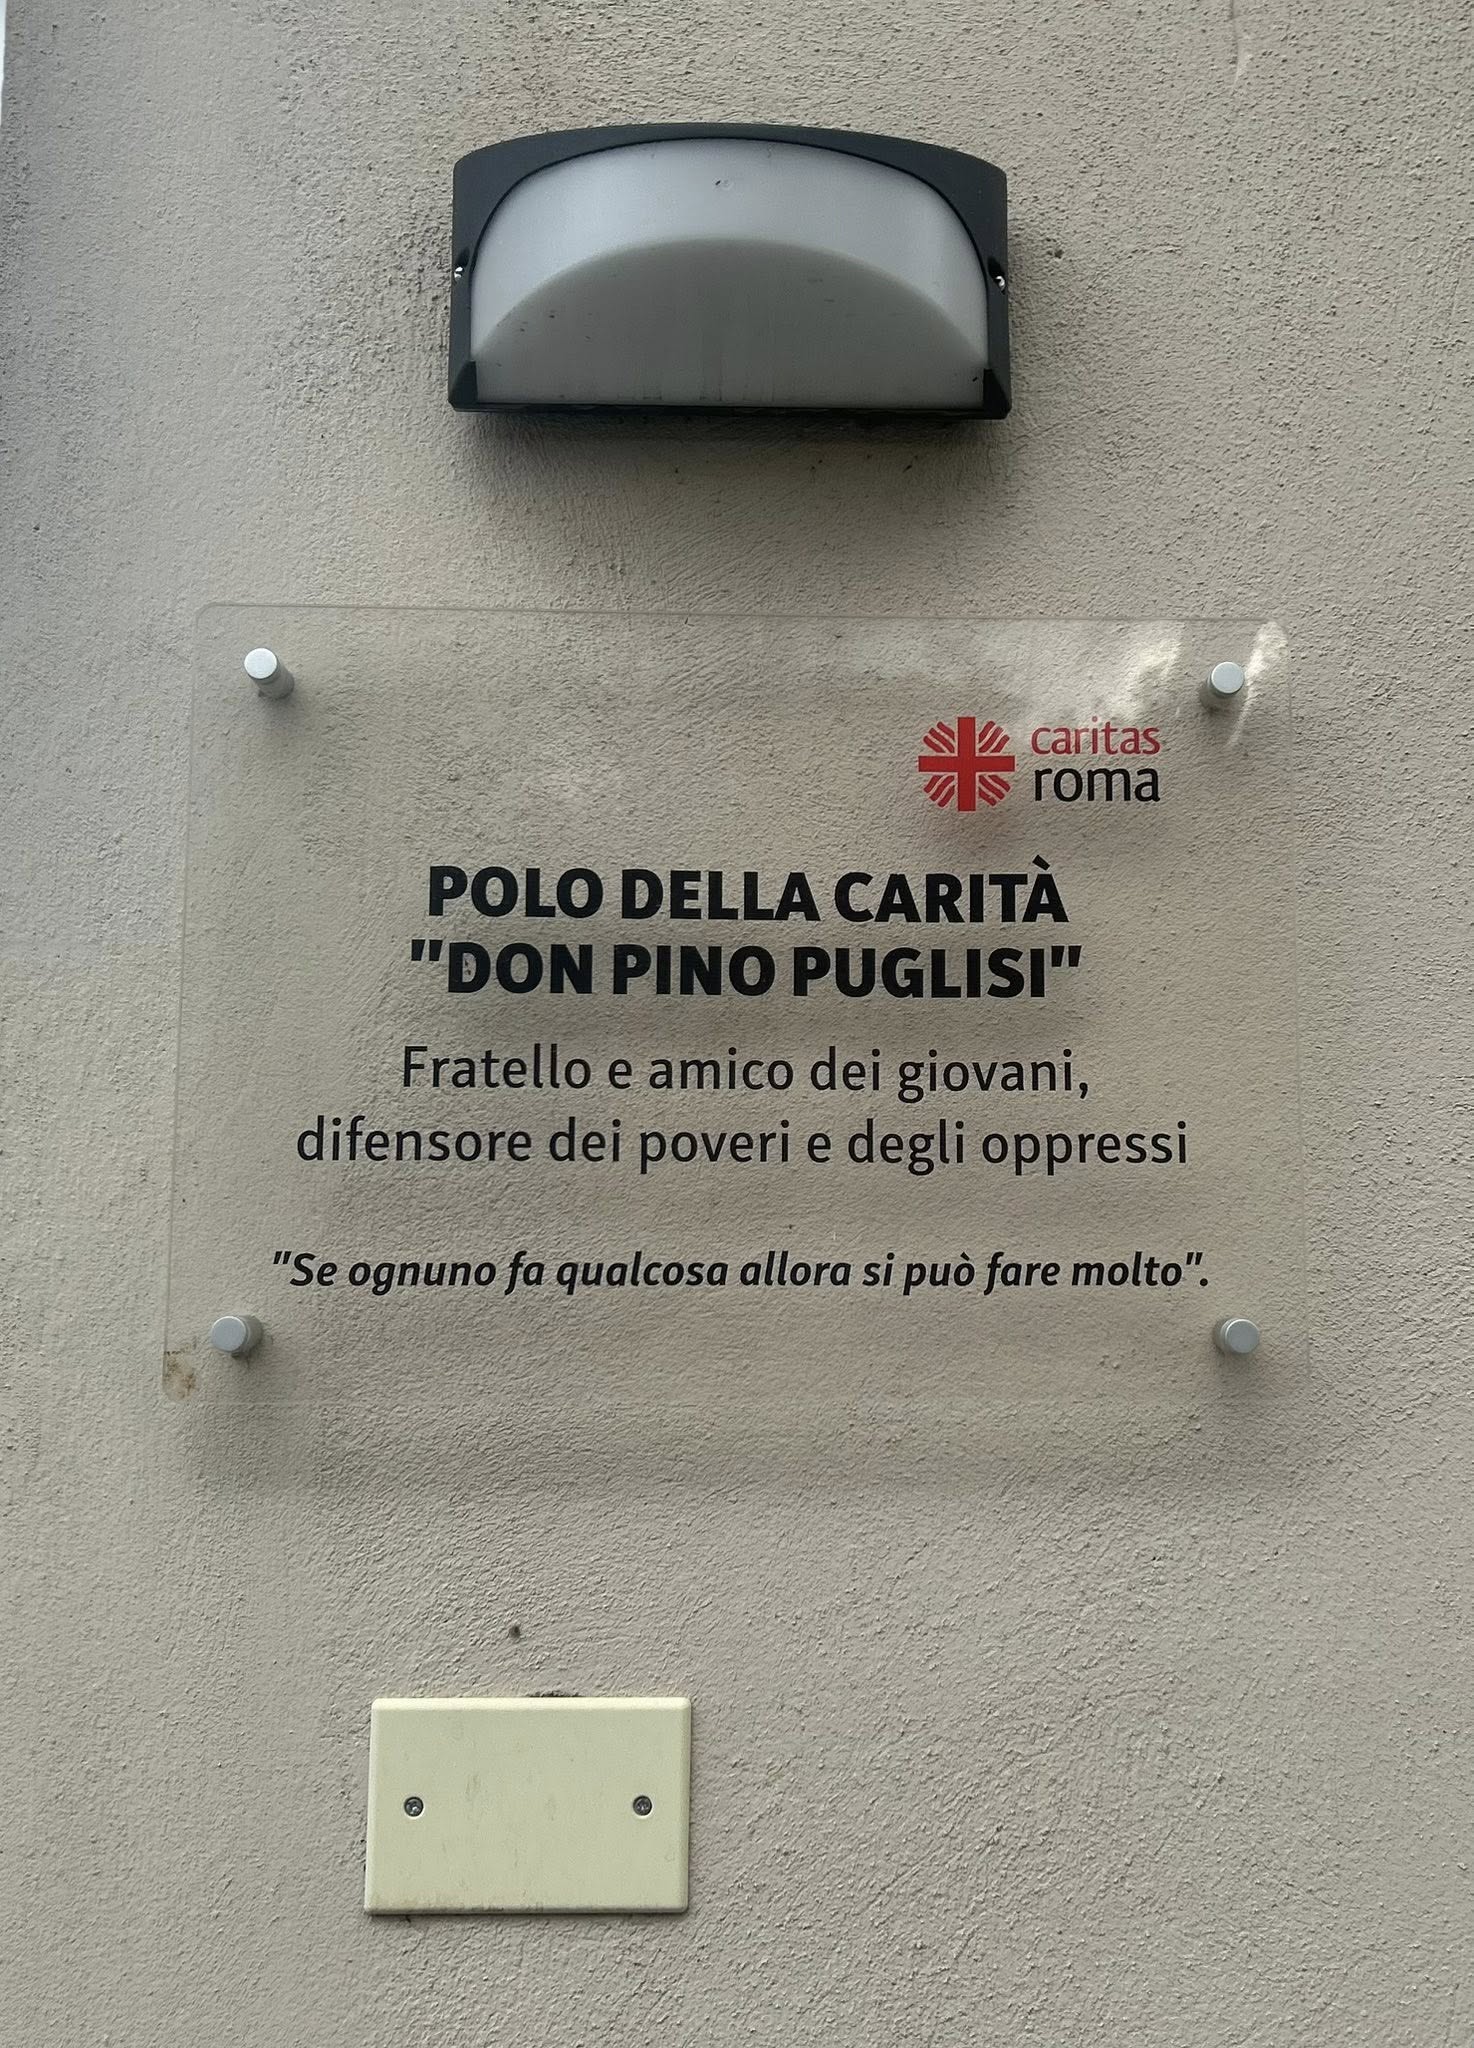 caritas
roma
POLO DELLA CARITÀ
"DON PINO PUGLISI"
Fratello e amico dei giovani,
difensore dei poveri e degli oppressi
"Se ognuno fa qualcosa allora si può fare molto".